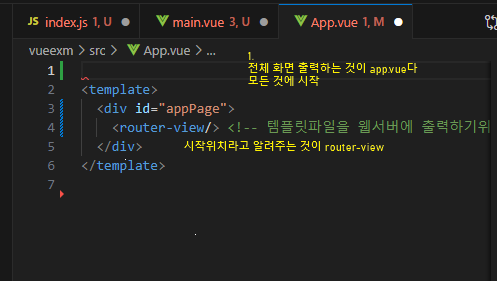 index.js 1, U
main.vue 3, U
App.vue 1, M
vueexm > src > App.vue > ...
1
1.
전체 화면 출력하는 것이 app.vue다
모든 것에 시작
2 <template>
3 <div id="appPage">
4 <router-view/> <!-- 템플릿파일을 웹서버에 출력하기위
5 </div>
시작위치라고 알려주는 것이 router-view
6 </template>
7